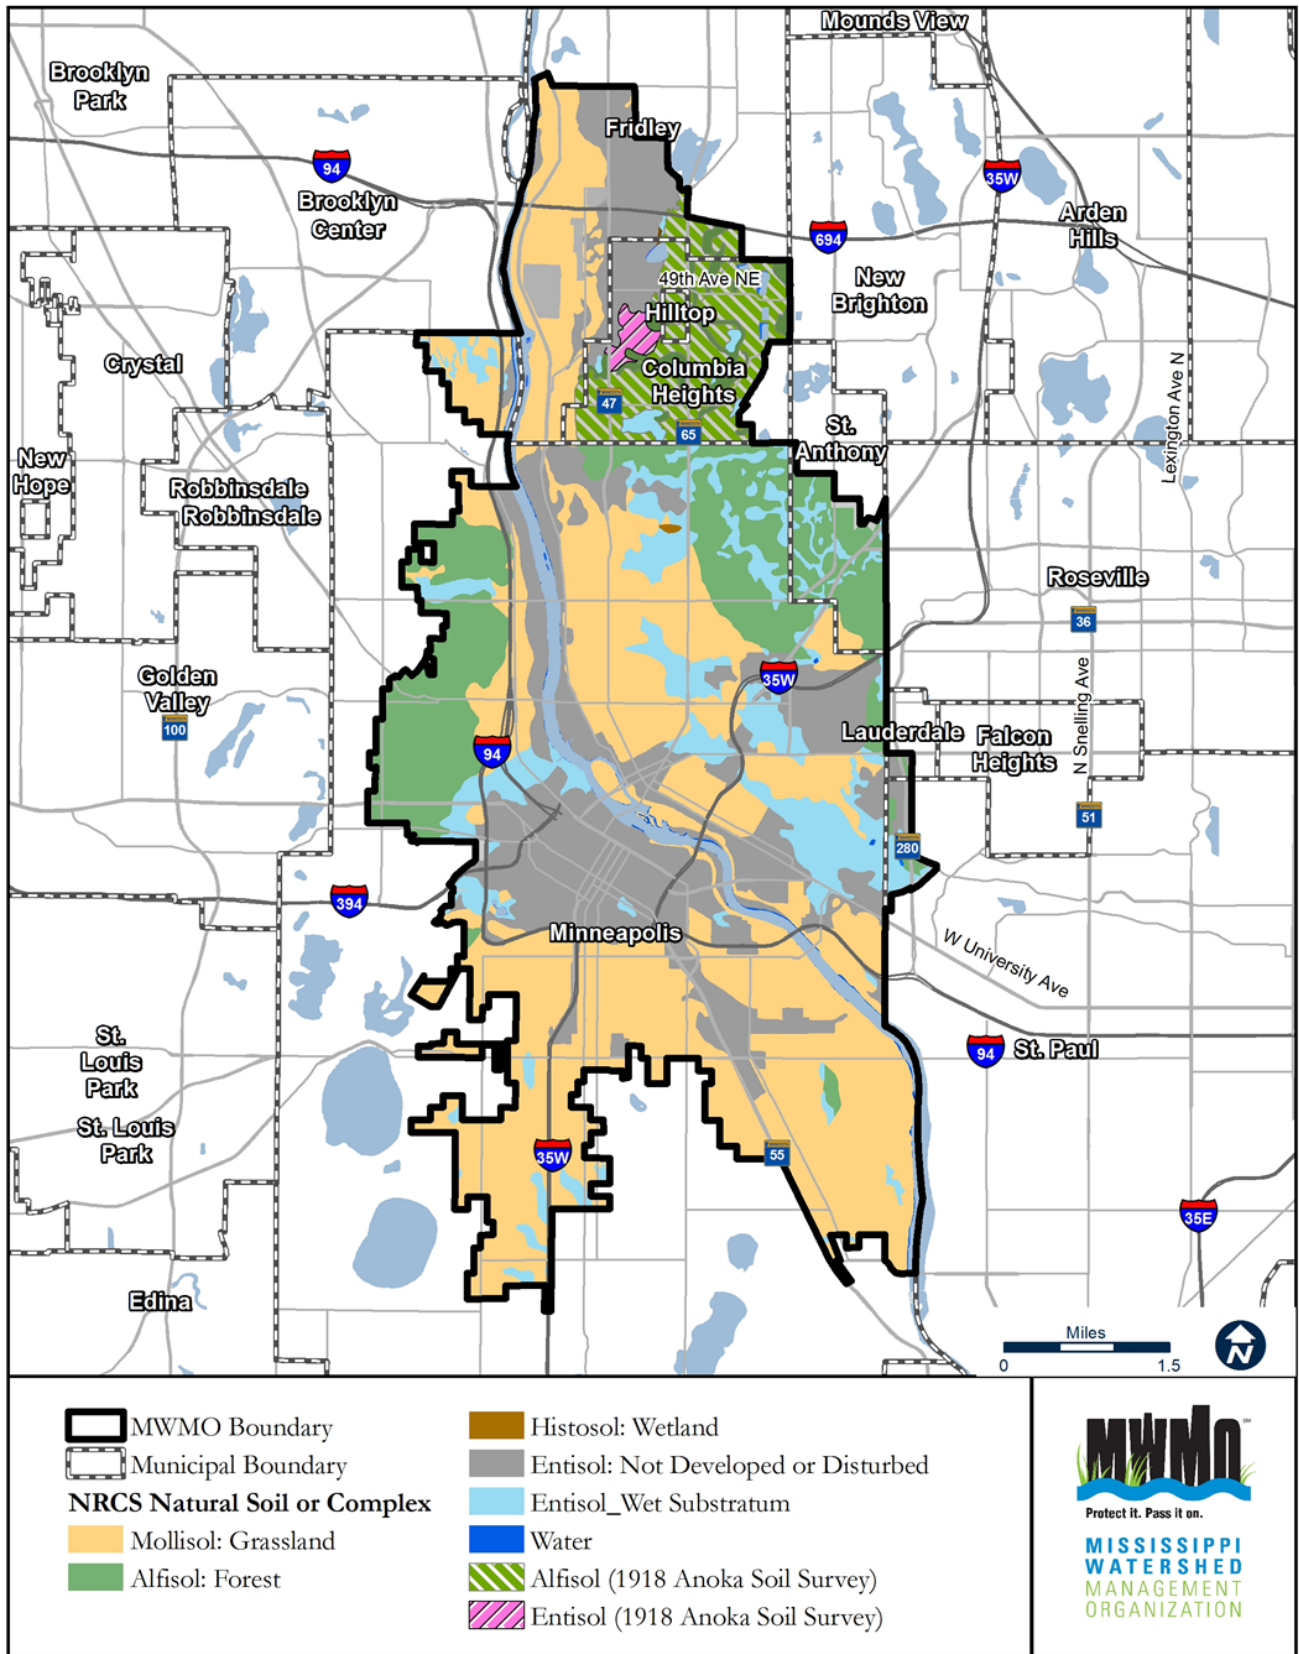 Mounds View
Brooklyn
Park
Fridley
94
35W
Brooklyn
Center
Arden
Hills
694
49th Ave NE
New
Brighton
Hilltop
Crystal
Columbia
Heights
Lexington Ave N
47
65
St.
Anthony
New
Hope
Robbinsdale
Robbinsdale
Roseville
36
Golden
Valley
100
35W
N Snelling Ave
94
Lauderdale
Falcon
Heights
51
280
394
Minneapolis
W University Ave
St.
Louis
Park
94
St. Paul
St. Louis
Park
35W
55
35E
Edina
Miles
0
1.5
N
MWMO Boundary
Municipal Boundary
NRCS Natural Soil or Complex
Mollisol: Grassland
Alfisol: Forest
Histosol: Wetland
Entisol: Not Developed or Disturbed
Entisol_Wet Substratum
Water
Alfisol (1918 Anoka Soil Survey)
Entisol (1918 Anoka Soil Survey)
MWMO
Protect it. Pass it on.
MISSISSIPPI
WATERSHED
MANAGEMENT
ORGANIZATION